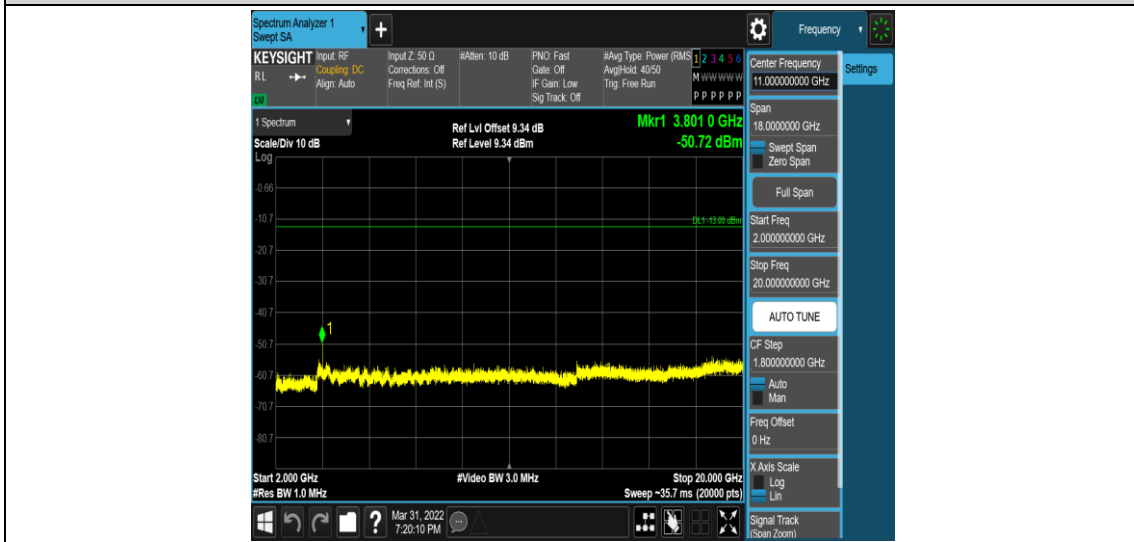 Spectrum Analyzer 1
Swept SA
+
Frequency
KEYSIGHT
RL
Input: RF
Coupling: DC
Align: Auto
Input Z: 50 Ω
Corrections: Off
Freq Ref: Int (S)
#Atten: 10 dB
PNO: Fast
Gate: Off
IF Gain: Low
Sig Track: Off
#Avg Type: Power (RMS
Avg|Hold: 40/50
Trig: Free Run
1 2 3 4 5 6
M W W W W W
P P P P P P
1 Spectrum
Scale/Div 10 dB
Log
Ref Lvl Offset 9.34 dB
Ref Level 9.34 dBm
Mkr1 3.801 0 GHz
-50.72 dBm
-0.66
-10.7
DL1 -13.00 dBm
-20.7
-30.7
-40.7
1
-50.7
-60.7
-70.7
-80.7
Start 2.000 GHz
#Res BW 1.0 MHz
#Video BW 3.0 MHz
Stop 20.000 GHz
Sweep ~35.7 ms (20000 pts)
?
Mar 31, 2022
7:20:10 PM
Center Frequency
11.000000000 GHz
Settings
Span
18.0000000 GHz
Swept Span
Zero Span
Full Span
Start Freq
2.000000000 GHz
Stop Freq
20.000000000 GHz
AUTO TUNE
CF Step
1.800000000 GHz
Auto
Man
Freq Offset
0 Hz
X Axis Scale
Log
Lin
Signal Track
(Span Zoom)